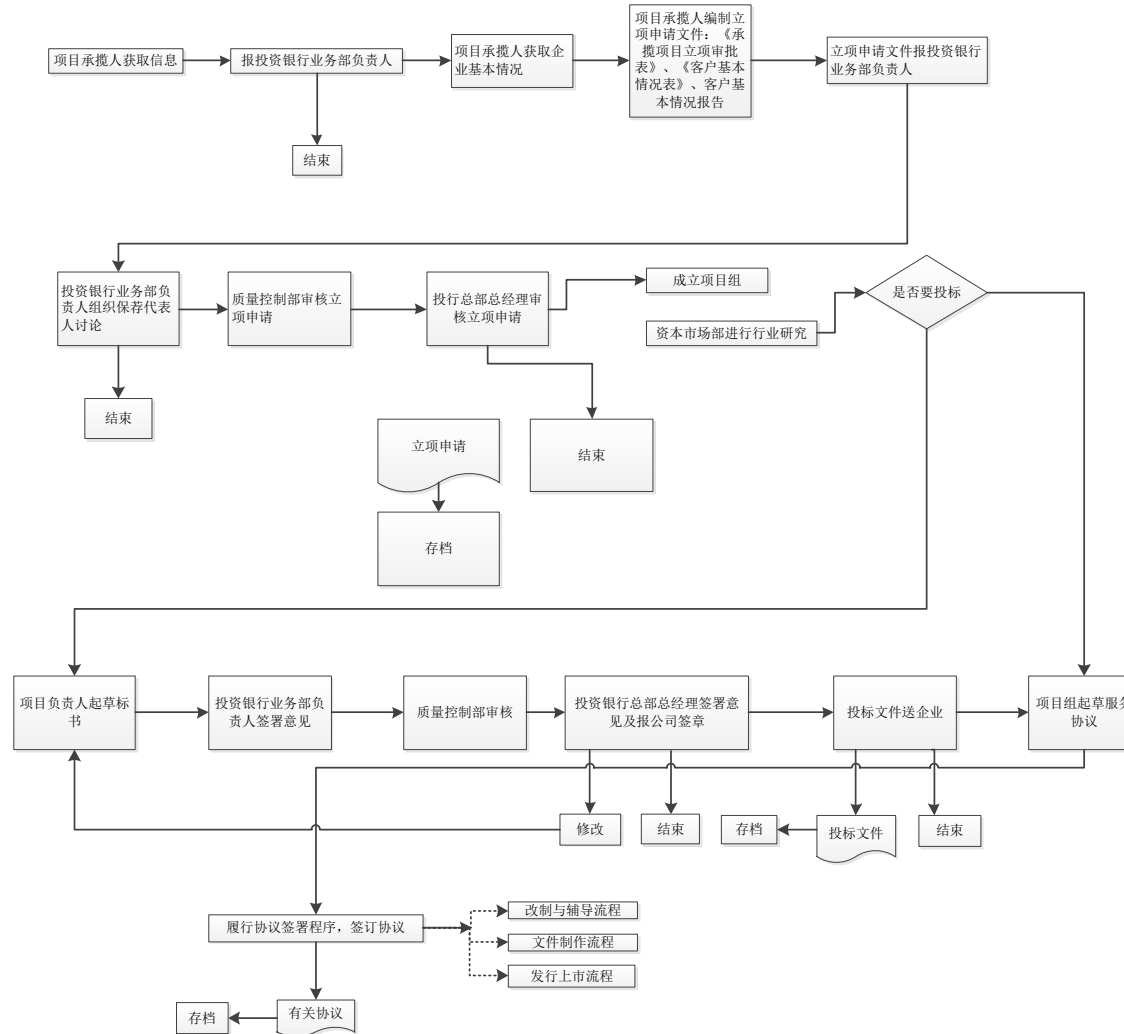 项目承揽人获取信息
报投资银行业务部负责人
项目承揽人获取企
业基本情况
项目承揽人编制立
项申请文件：《承
揽项目立项审批
表》、《客户基本
情况表》、客户基
本情况报告
立项申请文件报投资银行
业务部负责人
结束
投资银行业务部负
责人组织保荐代表
人讨论
质量控制部审核立
项申请
投行总部总经理审
核立项申请
成立项目组
资本市场部进行行业研究
是否要投标
结束
立项申请
结束
存档
项目负责人起草标
书
投资银行业务部负
责人签署意见
质量控制部审核
投资银行总部总经理签署意
见及报公司签章
投标文件送企业
项目组起草服务
协议
修改
结束
存档
投标文件
结束
履行协议签署程序，签订协议
改制与辅导流程
文件制作流程
发行上市流程
存档
有关协议